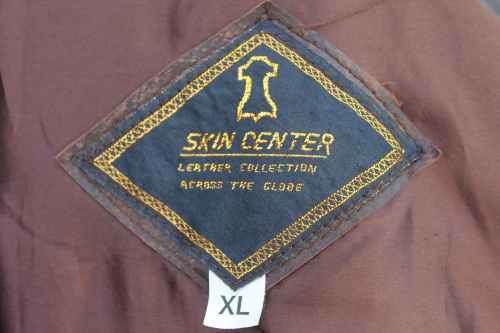 SKIN CENTER
LEATHER COLLECTION
ACROSS THE GLOBE
XL